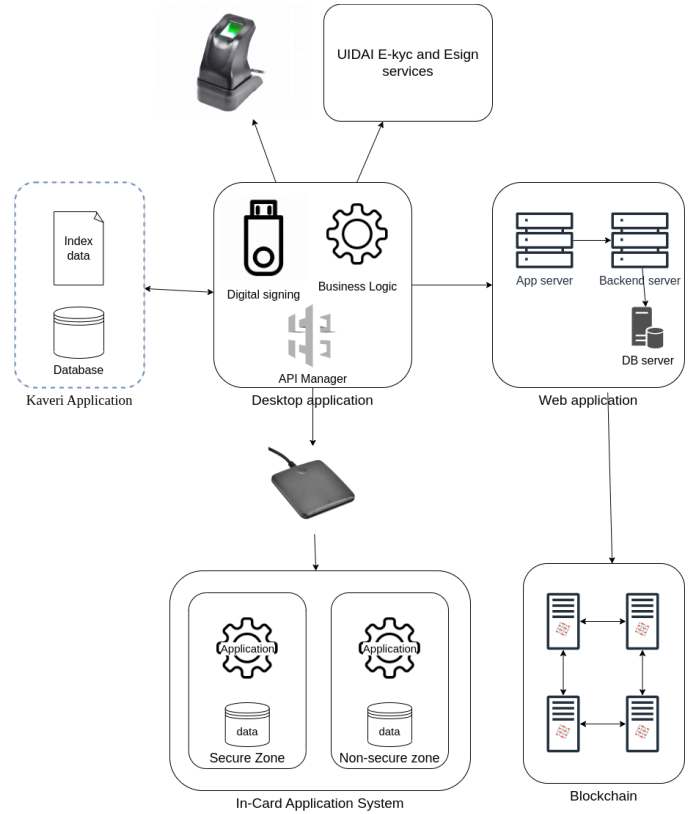 UIDAI E-kyc and Esign
services
Index
data
Database
Kaveri Application
Digital signing
Business Logic
API Manager
Desktop application
App server
Backend server
DB server
Web application
Application
data
Secure Zone
Application
data
Non-secure zone
In-Card Application System
Blockchain